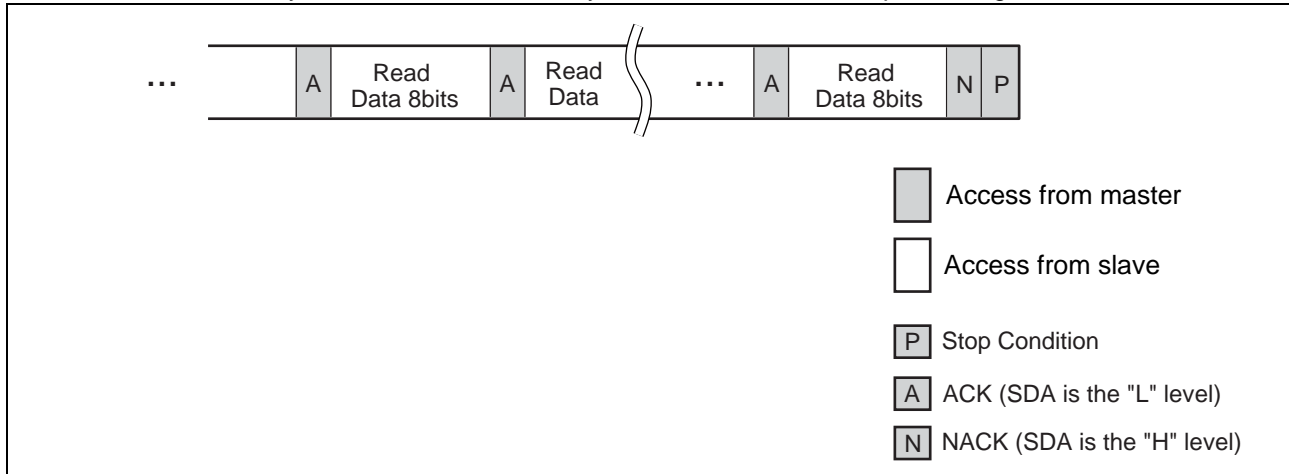 ... A Read Data 8bits A Read Data ... A Read Data 8bits N P
Access from master
Access from slave
P Stop Condition
A ACK (SDA is the "L" level)
N NACK (SDA is the "H" level)